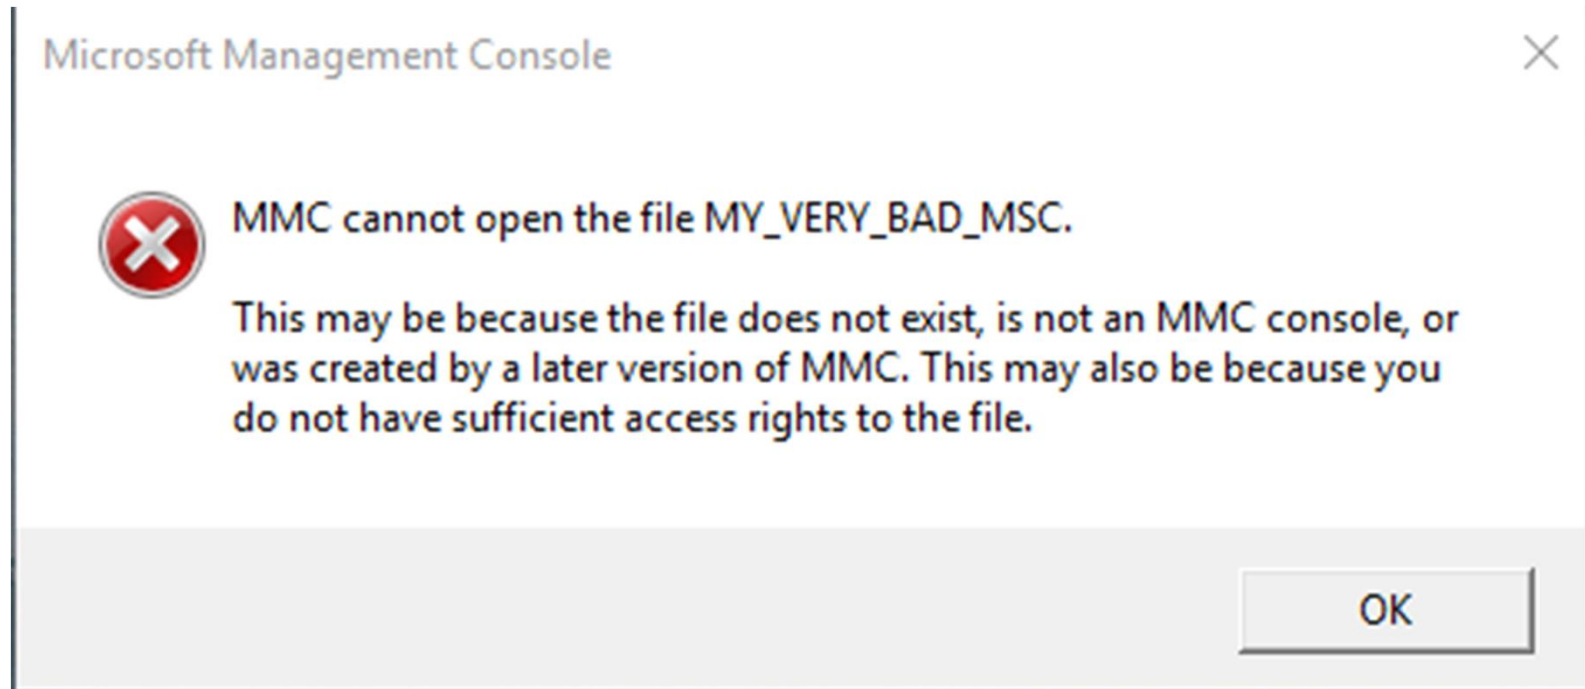 Microsoft Management Console
MMC cannot open the file MY_VERY_BAD_MSC.
This may be because the file does not exist, is not an MMC console, or
was created by a later version of MMC. This may also be because you
do not have sufficient access rights to the file.
OK